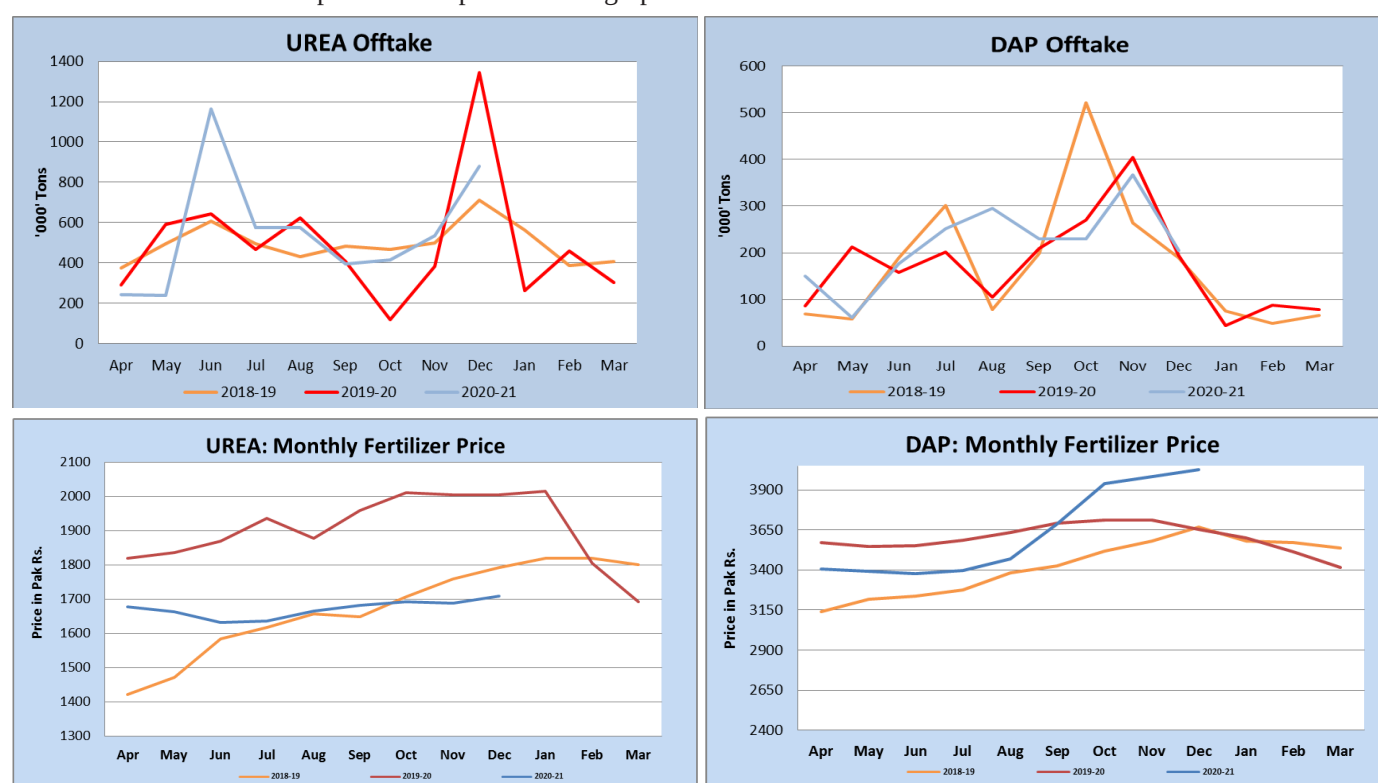 UREA Offtake
'000' Tons
1400
1200
1000
800
600
400
200
0
Apr May Jun Jul Aug Sep Oct Nov Dec Jan Feb Mar
2018-19 2019-20 2020-21
DAP Offtake
'000' Tons
600
500
400
300
200
100
0
Apr May Jun Jul Aug Sep Oct Nov Dec Jan Feb Mar
2018-19 2019-20 2020-21
UREA: Monthly Fertilizer Price
Price in Pak Rs.
2100
2000
1900
1800
1700
1600
1500
1400
1300
Apr May Jun Jul Aug Sep Oct Nov Dec Jan Feb Mar
2018-19 2019-20 2020-21
DAP: Monthly Fertilizer Price
Price in Pak Rs.
3900
3650
3400
3150
2900
2650
2400
Apr May Jun Jul Aug Sep Oct Nov Dec Jan Feb Mar
2018-19 2019-20 2020-21